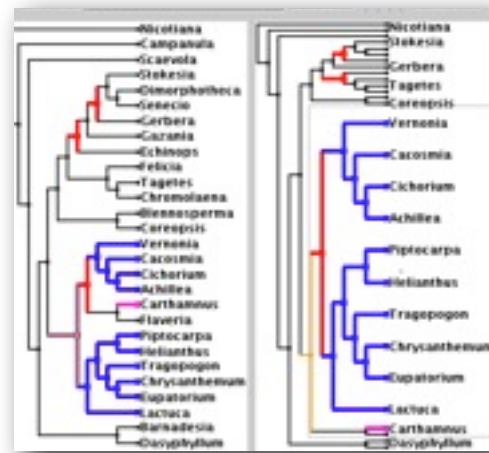 Nicotiana
Campanula
Scaevola
Stokesia
Dimorphotheca
Senecio
Gerbera
Gazania
Echinops
Felicia
Tagetes
Chromolaena
Blennosperma
Coreopsis
Vernonia
Cacosmia
Cichorium
Achillea
Carthamnus
Flaveria
Piptocarpa
Helianthus
Tragopogon
Chrysanthemum
Eupatorium
Lactuca
Barnadesia
Dasyphyllum
Nicotiana
Stokesia
Gerbera
Tagetes
Coreopsis
Vernonia
Cacosmia
Cichorium
Achillea
Piptocarpa
Helianthus
Tragopogon
Chrysanthemum
Eupatorium
Lactuca
Carthamnus
Dasyphyllum